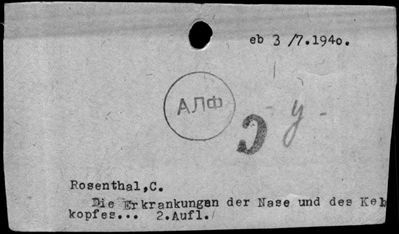 eb 3 /7.1940.
АЛФ
- y -
Rosenthal,C.
Die Erkrankungen der Nase und des Keh
kopfes... 2.Aufl.